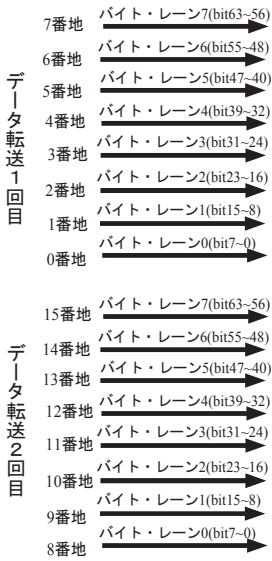 データ転送1回目
7番地 バイト・レーン7(bit63~56)
6番地 バイト・レーン6(bit55~48)
5番地 バイト・レーン5(bit47~40)
4番地 バイト・レーン4(bit39~32)
3番地 バイト・レーン3(bit31~24)
2番地 バイト・レーン2(bit23~16)
1番地 バイト・レーン1(bit15~8)
0番地 バイト・レーン0(bit7~0)
データ転送2回目
15番地 バイト・レーン7(bit63~56)
14番地 バイト・レーン6(bit55~48)
13番地 バイト・レーン5(bit47~40)
12番地 バイト・レーン4(bit39~32)
11番地 バイト・レーン3(bit31~24)
10番地 バイト・レーン2(bit23~16)
9番地 バイト・レーン1(bit15~8)
8番地 バイト・レーン0(bit7~0)